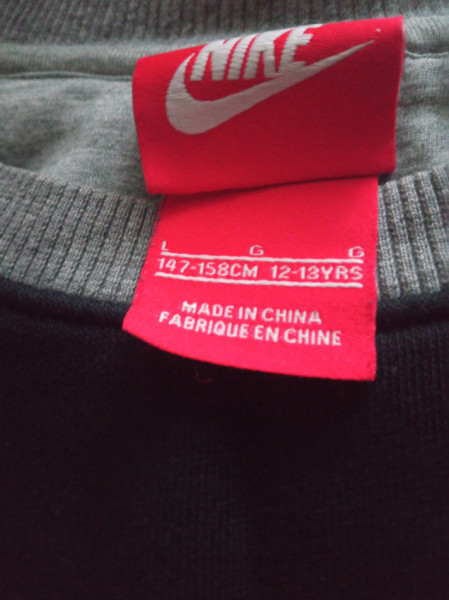 NIKE
L G G
147-158CM 12-13YRS
MADE IN CHINA
FABRIQUE EN CHINE